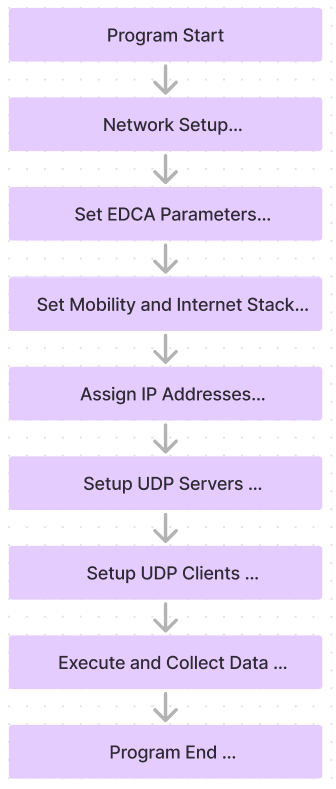 Program Start
Network Setup...
Set EDCA Parameters...
Set Mobility and Internet Stack...
Assign IP Addresses...
Setup UDP Servers ...
Setup UDP Clients ...
Execute and Collect Data ...
Program End ...